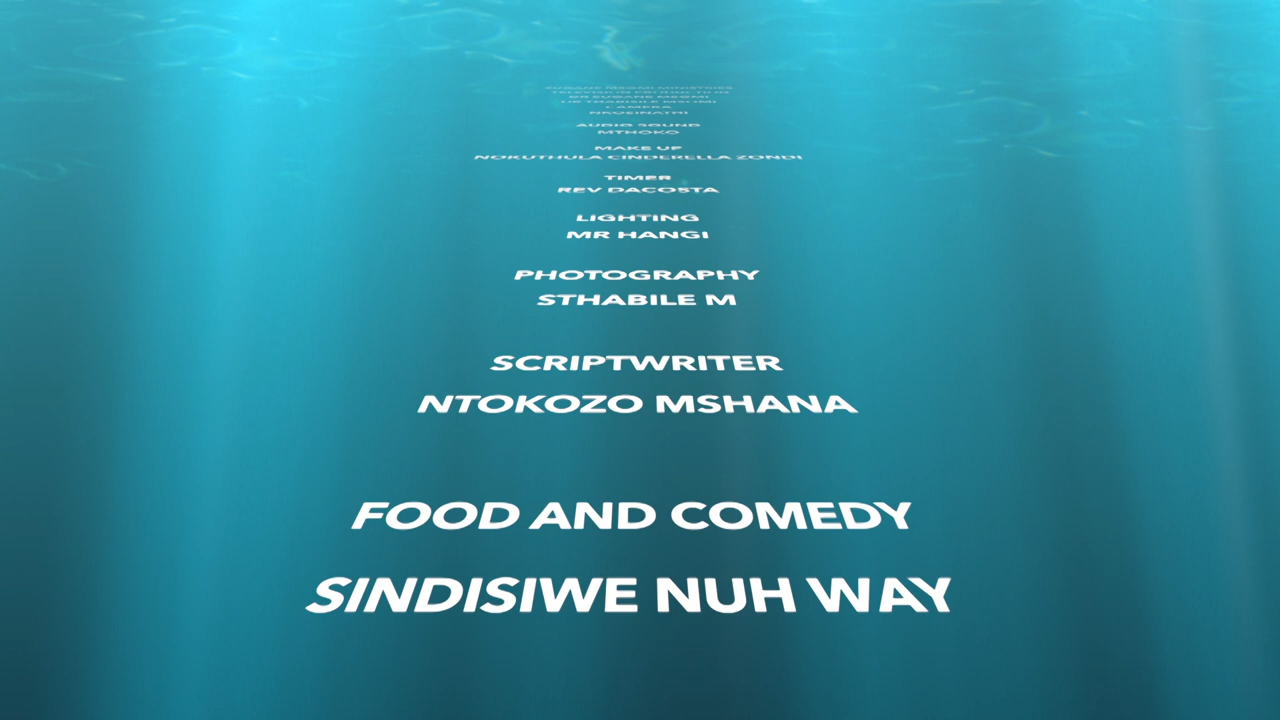 CAMERA
AUDIO SOUND
MTHOKO
MAKE UP
NOKUTHULA CINDERELLA ZONDI
TIMER
REV DACOSTA
LIGHTING
MR HANGI
PHOTOGRAPHY
STHABILE M
SCRIPTWRITER
NTOKOZO MSHANA
FOOD AND COMEDY
SINDISIWE NUH WAY